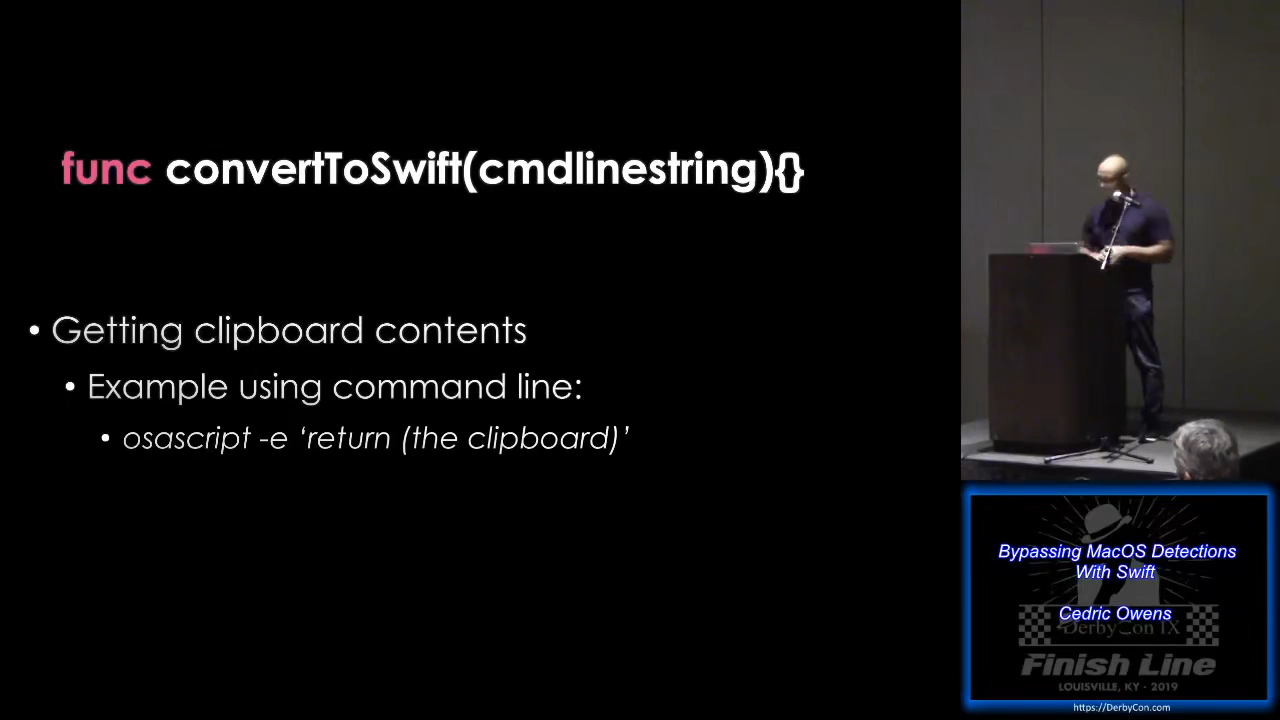 func convertToSwift(cmdlinestring){}
• Getting clipboard contents
• Example using command line:
• osascript -e ‘return (the clipboard)’
Bypassing MacOS Detections
With Swift
Cedric Owens
DerbyCon IX
Finish Line
LOUISVILLE, KY - 2019
https://DerbyCon.com